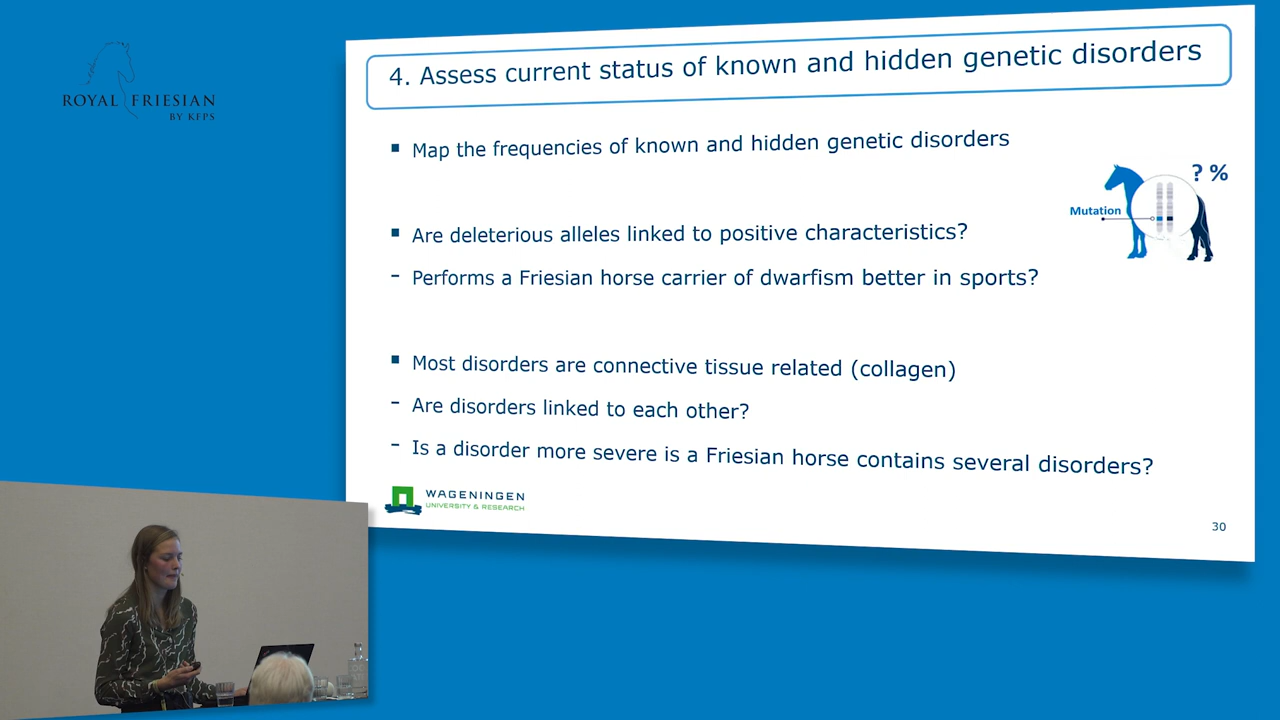 ROYAL FRIESIAN
BY KFPS
4. Assess current status of known and hidden genetic disorders
▪ Map the frequencies of known and hidden genetic disorders
? %
Mutation
▪ Are deleterious alleles linked to positive characteristics?
- Performs a Friesian horse carrier of dwarfism better in sports?
▪ Most disorders are connective tissue related (collagen)
- Are disorders linked to each other?
- Is a disorder more severe is a Friesian horse contains several disorders?
WAGENINGEN
UNIVERSITY & RESEARCH
30